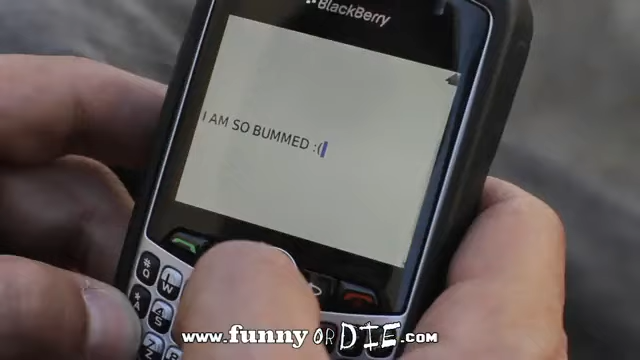 BlackBerry
I AM SO BUMMED :(
# Q
W
* A
S
Z
www.funny OR DIE.com